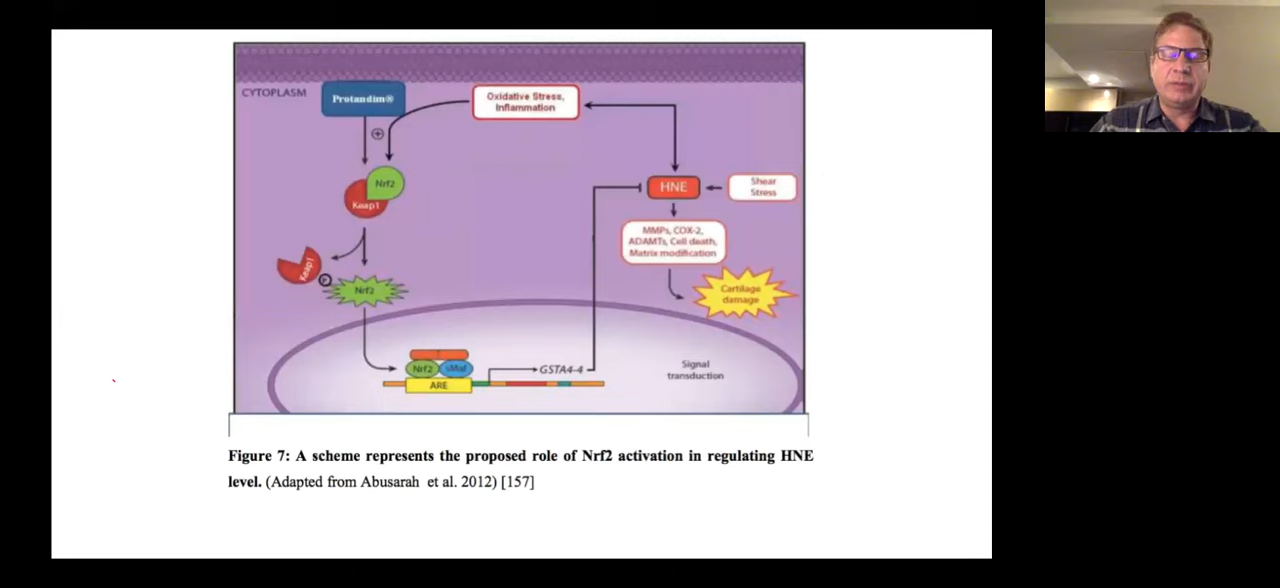 CYTOPLASM
Protandim®
Oxidative Stress,
Inflammation
+
Nrf2
Keap1
HNE
Shear
Stress
MMPs, COX-2,
ADAMTs, Cell death,
Matrix modification
Keap1
P
Nrf2
Cartilage
damage
Nrf2
sMaf
ARE
GSTA4-4
Signal
transduction
Figure 7: A scheme represents the proposed role of Nrf2 activation in regulating HNE
level. (Adapted from Abusarah et al. 2012) [157]